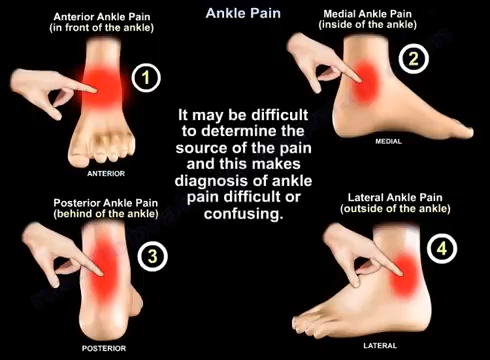 Ankle Pain
Anterior Ankle Pain
(in front of the ankle)
1
ANTERIOR
Medial Ankle Pain
(inside of the ankle)
2
MEDIAL
It may be difficult
to determine the
source of the pain
and this makes
diagnosis of ankle
pain difficult or
confusing.
Posterior Ankle Pain
(behind of the ankle)
3
POSTERIOR
Lateral Ankle Pain
(outside of the ankle)
4
LATERAL